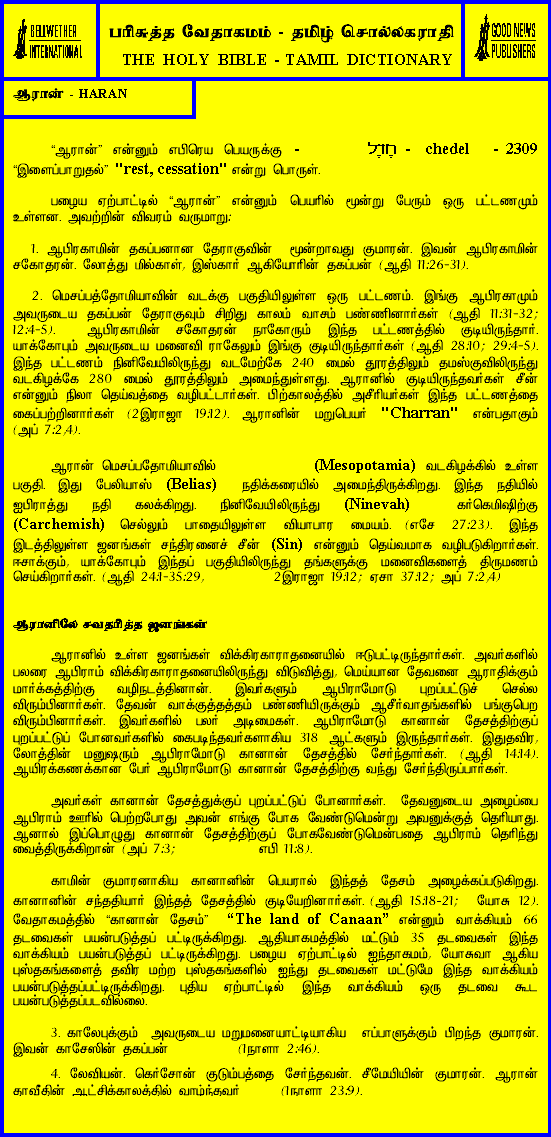 BELLWETHER
INTERNATIONAL
பரிசுத்த வேதாகமம் - தமிழ் சொல்லகராதி
THE HOLY BIBLE - TAMIL DICTIONARY
GOOD NEWS
PUBLISHERS
ஆரான் - HARAN
“ஆரான்” என்னும் எபிரெய பெயருக்கு - חֶדֶל - chedel - 2309
“இளைப்பாறுதல்” "rest, cessation" என்று பொருள்.
பழைய ஏற்பாட்டில் “ஆரான்” என்னும் பெயரில் மூன்று பேரும் ஒரு பட்டணமும்
உள்ளன. அவற்றின் விவரம் வருமாறு:
1. ஆபிரகாமின் தகப்பனான தேராகுவின் மூன்றாவது குமாரன். இவன் ஆபிரகாமின்
சகோதரன். லோத்து மில்காள், இஸ்கார் ஆகியோரின் தகப்பன் (ஆதி 11:26-31).
2. மெசப்பத்தோமியாவின் வடக்கு பகுதியிலுள்ள ஒரு பட்டணம். இங்கு ஆபிரகாமும்
அவருடைய தகப்பன் தேராகுவும் சிறிது காலம் வாசம் பண்ணினார்கள் (ஆதி 11:31-32;
12:4-5). ஆபிரகாமின் சகோதரன் நாகோரும் இந்த பட்டணத்தில் குடியிருந்தார்.
யாக்கோபும் அவருடைய மனைவி ராகேலும் இங்கு குடியிருந்தார்கள் (ஆதி 28:10; 29:4-5).
இந்த பட்டணம் நினிவேயிலிருந்து வடமேற்கே 240 மைல் தூரத்திலும் தமஸ்குவிலிருந்து
வடகிழக்கே 280 மைல் தூரத்திலும் அமைந்துள்ளது. ஆரானில் குடியிருந்தவர்கள் சீன்
என்னும் நிலா தெய்வத்தை வழிபட்டார்கள். பிற்காலத்தில் அசீரியர்கள் இந்த பட்டணத்தை
கைப்பற்றினார்கள் (2இராஜா 19:12). ஆரானின் மறுபெயர் "Charran" என்பதாகும்
(அப் 7:2,4).
ஆரான் மெசப்பதோமியாவில் (Mesopotamia) வடகிழக்கில் உள்ள
பகுதி. இது பேலியாஸ் (Belias) நதிக்கரையில் அமைந்திருக்கிறது. இந்த நதியில்
ஐபிராத்து நதி கலக்கிறது. நினிவேயிலிருந்து (Ninevah) கர்கெமிஷிற்கு
(Carchemish) செல்லும் பாதையிலுள்ள வியாபார மையம். (எசே 27:23). இந்த
இடத்திலுள்ள ஜனங்கள் சந்திரனைச் சீன் (Sin) என்னும் தெய்வமாக வழிபடுகிறார்கள்.
ஈசாக்கும், யாக்கோபும் இந்தப் பகுதியிலிருந்து தங்களுக்கு மனைவிகளைத் திருமணம்
செய்கிறார்கள். (ஆதி 24:1-35:29, 2இராஜா 19:12; ஏசா 37:12; அப் 7:2,4)
ஆரானிலே சவதரித்த ஜனங்கள்
ஆரானில் உள்ள ஜனங்கள் விக்கிரகாராதனையில் ஈடுபட்டிருந்தார்கள். அவர்களில்
பலரை ஆபிராம் விக்கிரகாராதனையிலிருந்து விடுவித்து, மெய்யான தேவனை ஆராதிக்கும்
மார்க்கத்திற்கு வழிநடத்தினான். இவர்களும் ஆபிராமோடு புறப்பட்டுச் செல்ல
விரும்பினார்கள். தேவன் வாக்குத்தத்தம் பண்ணியிருக்கும் ஆசீர்வாதங்களில் பங்குபெற
விரும்பினார்கள். இவர்களில் பலர் அடிமைகள். ஆபிராமோடு கானான் தேசத்திற்குப்
புறப்பட்டுப் போனவர்களில் கைபடிந்தவர்களாகிய 318 ஆட்களும் இருந்தார்கள். இதுதவிர,
லோத்தின் மனுஷரும் ஆபிராமோடு கானான் தேசத்தில் சேர்ந்தார்கள். (ஆதி 14:14).
ஆயிரக்கணக்கான பேர் ஆபிராமோடு கானான் தேசத்திற்கு வந்து சேர்ந்திருப்பார்கள்.
அவர்கள் கானான் தேசத்துக்குப் புறப்பட்டுப் போனார்கள். தேவனுடைய அழைப்பை
ஆபிராம் ஊரில் பெற்றபோது அவன் எங்கு போக வேண்டுமென்று அவனுக்குத் தெரியாது.
ஆனால் இப்பொழுது கானான் தேசத்திற்குப் போகவேண்டுமென்பதை ஆபிராம் தெரிந்து
வைத்திருக்கிறான் (அப் 7:3; எபி 11:8).
காமின் குமாரனாகிய கானானின் பெயரால் இந்தத் தேசம் அழைக்கப்படுகிறது.
கானானின் சந்ததியார் இந்தத் தேசத்தில் குடியேறினார்கள். (ஆதி 15:18-21; யோசு 12).
வேதாகமத்தில் “கானான் தேசம்” “The land of Canaan” என்னும் வாக்கியம் 66
தடவைகள் பயன்படுத்தப் பட்டிருக்கிறது. ஆதியாகமத்தில் மட்டும் 35 தடவைகள் இந்த
வாக்கியம் பயன்படுத்தப் பட்டிருக்கிறது. பழைய ஏற்பாட்டில் ஐந்தாகமம், யோசுவா ஆகிய
புஸ்தகங்களைத் தவிர மற்ற புஸ்தகங்களில் ஐந்து தடவைகள் மட்டுமே இந்த வாக்கியம்
பயன்படுத்தப்பட்டிருக்கிறது. புதிய ஏற்பாட்டில் இந்த வாக்கியம் ஒரு தடவை கூட
பயன்படுத்தப்படவில்லை.
3. காலேபுக்கும் அவருடைய மறுமனையாட்டியாகிய எப்பாளுக்கும் பிறந்த குமாரன்.
இவன் காசேஸின் தகப்பன் (1நாளா 2:46).
4. லேவியன். கெர்சோன் குடும்பத்தை சேர்ந்தவன். சீமேயியின் குமாரன். ஆரான்
தாவீதின் ஆட்சிக்காலத்தில் வாழ்ந்தவர் (1நாளா 23:9).